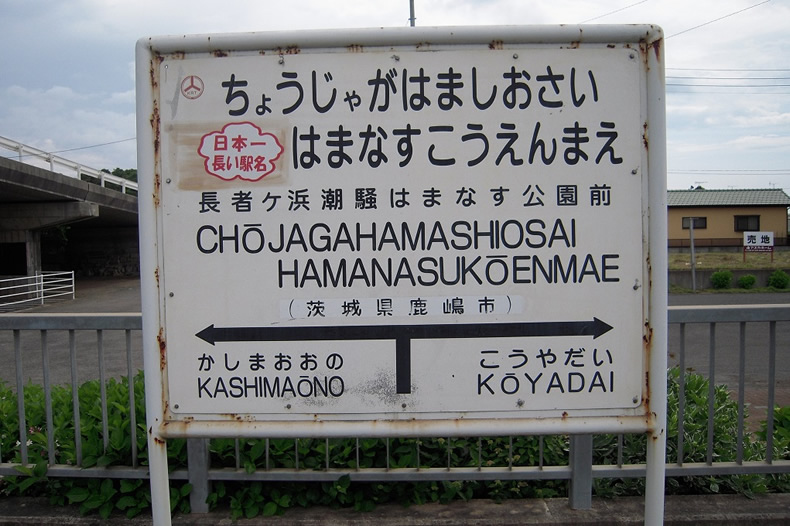 ちょうじゃがはましおさい
日本一
長い駅名
はまなすこうえんまえ
長者ヶ浜潮騒はまなす公園前
CHŌJAGAHAMASHIOSAI
HAMANASUKŌENMAE
(茨城県鹿嶋市)
かしまおおの
KASHIMAŌNO
こうやだい
KŌYADAI
売地